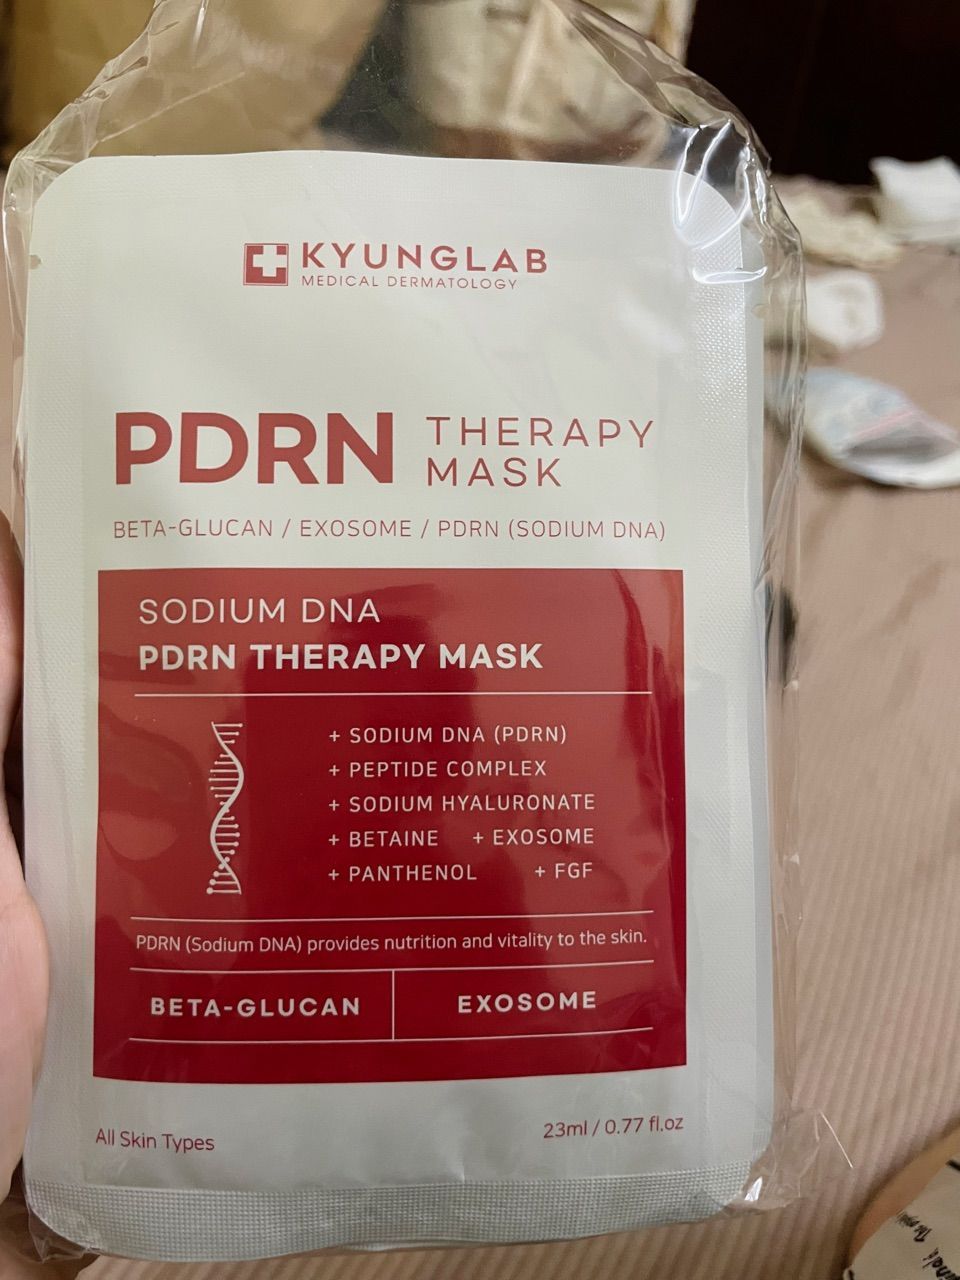 KYUNGLAB
MEDICAL DERMATOLOGY
PDRN THERAPY
MASK
BETA-GLUCAN / EXOSOME / PDRN (SODIUM DNA)
SODIUM DNA
PDRN THERAPY MASK
+ SODIUM DNA (PDRN)
+ PEPTIDE COMPLEX
+ SODIUM HYALURONATE
+ BETAINE + EXOSOME
+ PANTHENOL + FGF
PDRN (Sodium DNA) provides nutrition and vitality to the skin.
BETA-GLUCAN EXOSOME
All Skin Types 23ml / 0.77 fl.oz